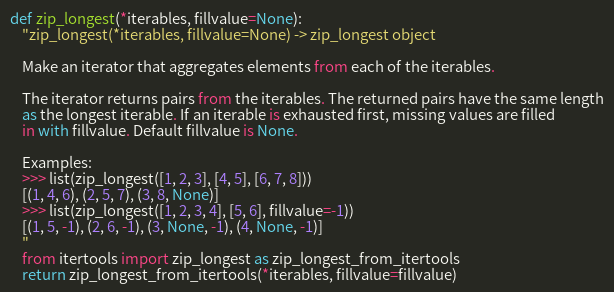 def zip_longest(*iterables, fillvalue=None):
"zip_longest(*iterables, fillvalue=None) -> zip_longest object
Make an iterator that aggregates elements from each of the iterables.
The iterator returns pairs from the iterables. The returned pairs have the same length
as the longest iterable. If an iterable is exhausted first, missing values are filled
in with fillvalue. Default fillvalue is None.
Examples:
>>> list(zip_longest([1, 2, 3], [4, 5], [6, 7, 8]))
[(1, 4, 6), (2, 5, 7), (3, 8, None)]
>>> list(zip_longest([1, 2, 3, 4], [5, 6], fillvalue=-1))
[(1, 5, -1), (2, 6, -1), (3, None, -1), (4, None, -1)]
"
from itertools import zip_longest as zip_longest_from_itertools
return zip_longest_from_itertools(*iterables, fillvalue=fillvalue)